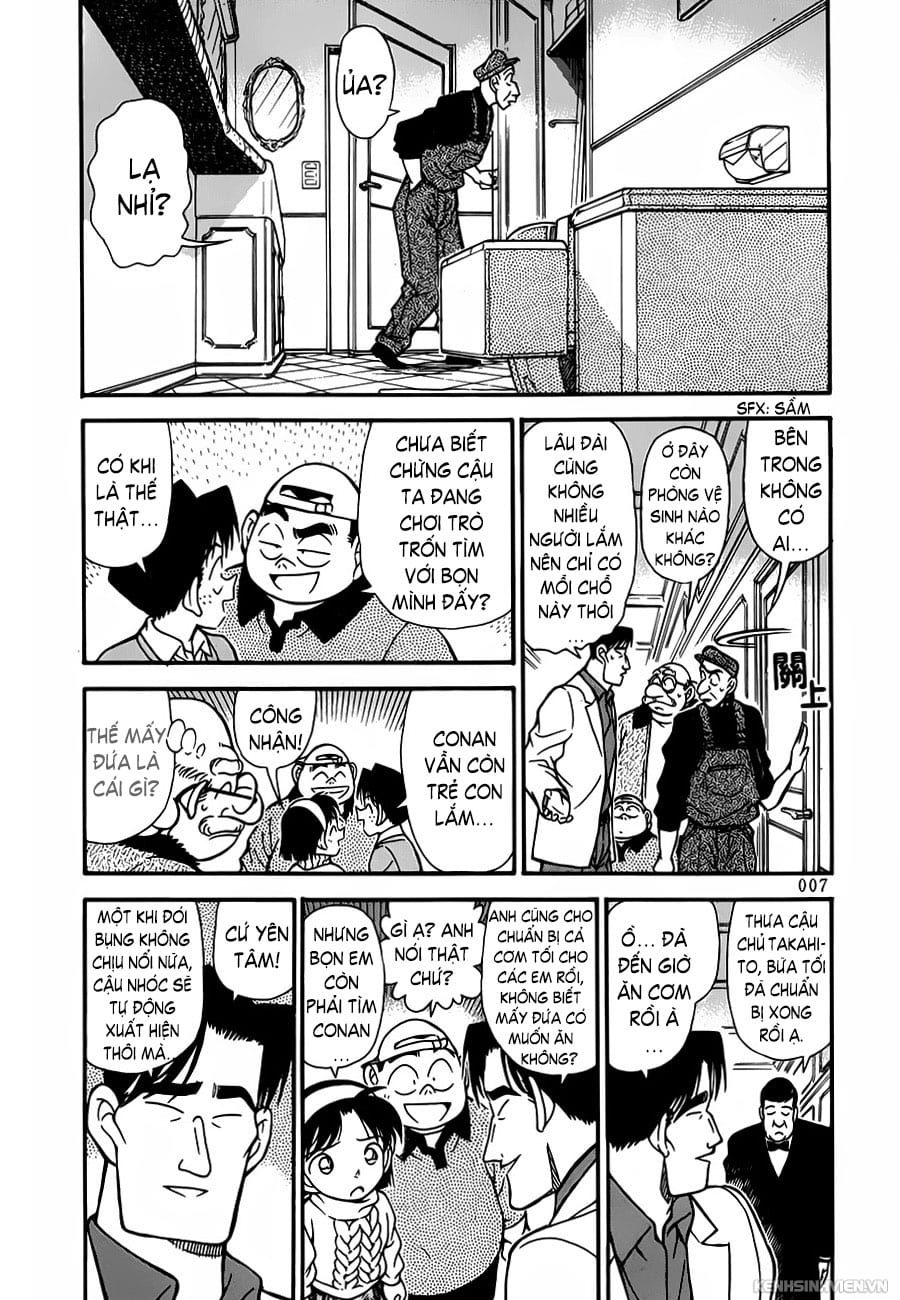 ỦA?
LẠ
NHỈ?
SFX: SẦM
BÊN
TRONG
KHÔNG
CÓ
AI...
Ở ĐÂY
CÒN
PHÒNG VỆ
SINH NÀO
KHÁC
KHÔNG?
LÂU ĐÀI
CŨNG
KHÔNG
NHIỀU
NGƯỜI LẮM
NÊN CHỈ CÓ
MỖI CHỖ
NÀY THÔI
...
關
上
CHƯA BIẾT
CHỪNG CẬU
TA ĐANG
CHƠI TRÒ
TRỐN TÌM
VỚI BỌN
MÌNH ĐẤY?
CÓ KHI
LÀ THẾ
THẬT...
CONAN
VẪN CÒN
TRẺ CON
LẮM...
CÔNG
NHẬN!
THẾ MẤY
ĐỨA LÀ
CÁI GÌ?
007
THƯA CẬU
CHỦ TAKAHI-
TO, BỮA TỐI
ĐÃ CHUẨN
BỊ XONG
RỒI Ạ.
Ồ... ĐÃ
ĐẾN GIỜ
ĂN CƠM
RỒI À
...
ANH CŨNG CHO
CHUẨN BỊ CẢ
CƠM TỐI CHO
CÁC EM RỒI,
KHÔNG BIẾT
MẤY ĐỨA CÓ
MUỐN ĂN
KHÔNG?
GÌ Ạ? ANH
NÓI THẬT
CHỨ?
NHƯNG
BỌN EM
CÒN
PHẢI TÌM
CONAN
...
CỨ YÊN
TÂM!
MỘT KHI ĐÓI
BỤNG KHÔNG
CHỊU NỔI NỮA,
CẬU NHÓC SẼ
TỰ ĐỘNG
XUẤT HIỆN
THÔI MÀ...
KENHSINHVIEN.VN